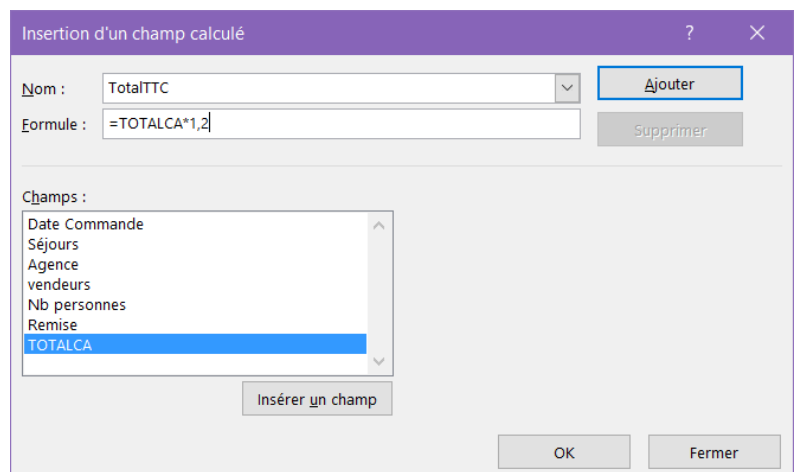 Insertion d'un champ calculé ?
Nom : TotalTTC Ajouter
Formule : =TOTALCA*1,2 Supprimer
Champs :
Date Commande
Séjours
Agence
vendeurs
Nb personnes
Remise
TOTALCA
Insérer un champ
OK Fermer